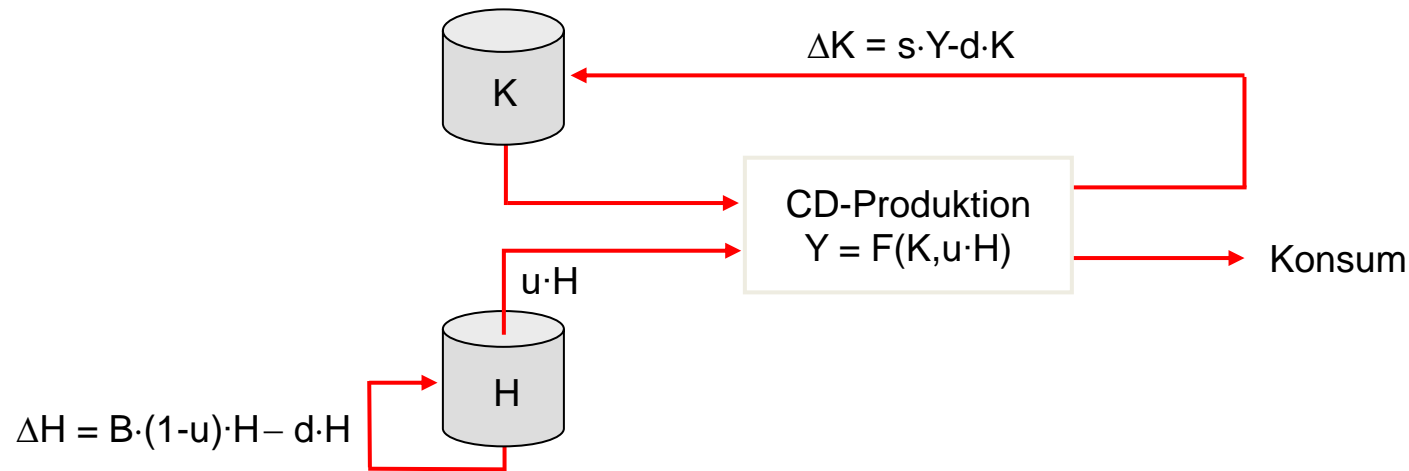 ΔK = s·Y-d·K
K
CD-Produktion
Y = F(K,u·H)
Konsum
u·H
H
ΔH = B·(1-u)·H– d·H